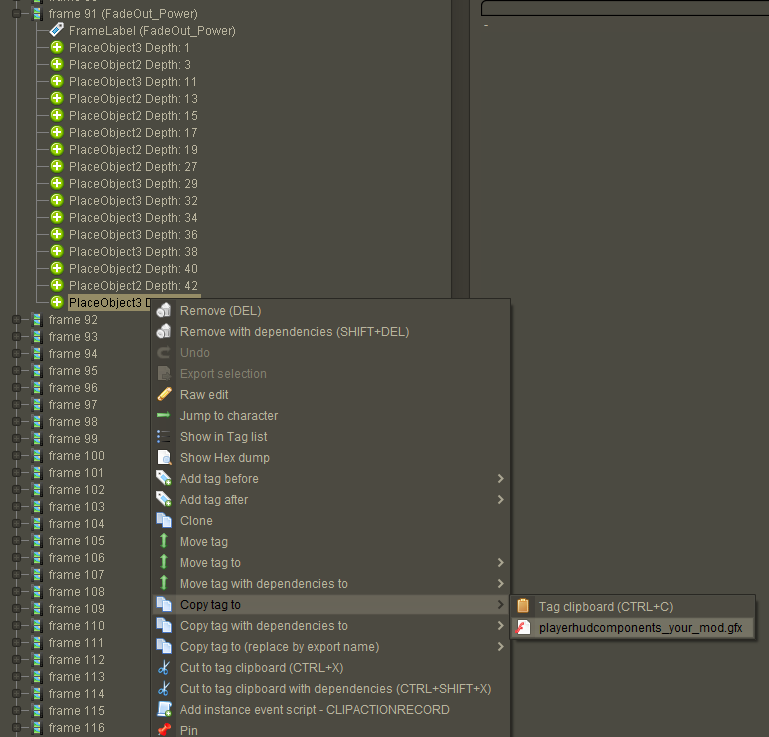 frame 91 (FadeOut_Power)
FrameLabel (FadeOut_Power)
PlaceObject3 Depth: 1
PlaceObject2 Depth: 3
PlaceObject3 Depth: 11
PlaceObject2 Depth: 13
PlaceObject2 Depth: 15
PlaceObject2 Depth: 17
PlaceObject2 Depth: 19
PlaceObject2 Depth: 27
PlaceObject3 Depth: 29
PlaceObject3 Depth: 32
PlaceObject3 Depth: 34
PlaceObject3 Depth: 36
PlaceObject3 Depth: 38
PlaceObject2 Depth: 40
PlaceObject2 Depth: 42
PlaceObject3
frame 92
frame 93
frame 94
frame 95
frame 96
frame 97
frame 98
frame 99
frame 100
frame 101
frame 102
frame 103
frame 104
frame 105
frame 106
frame 107
frame 108
frame 109
frame 110
frame 111
frame 112
frame 113
frame 114
frame 115
frame 116
Remove (DEL)
Remove with dependencies (SHIFT+DEL)
Undo
Export selection
Raw edit
Jump to character
Show in Tag list
Show Hex dump
Add tag before
Add tag after
Clone
Move tag
Move tag to
Move tag with dependencies to
Copy tag to
Copy tag with dependencies to
Copy tag to (replace by export name)
Cut to tag clipboard (CTRL+X)
Cut to tag clipboard with dependencies (CTRL+SHIFT+X)
Add instance event script - CLIPACTIONRECORD
Pin
Tag clipboard (CTRL+C)
playerhudcomponents_your_mod.gfx
-